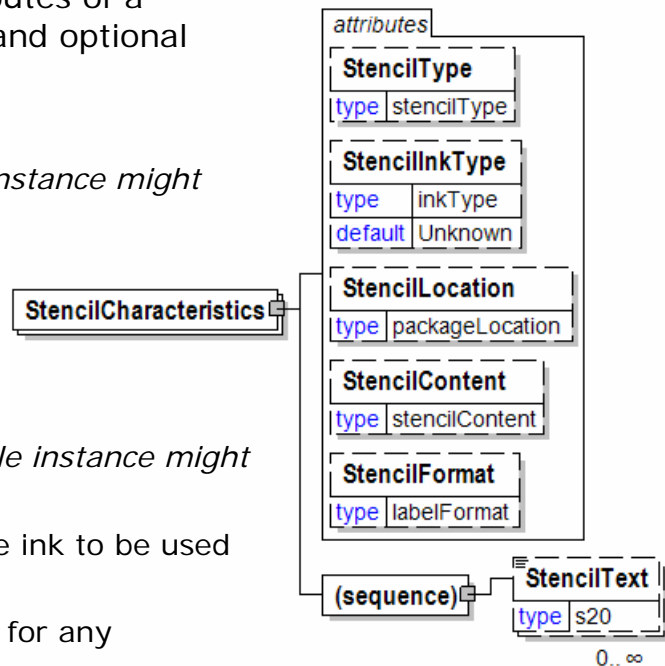 butes of a
and optional
nstance might
le instance might
e ink to be used
for any
attributes
StencilType
type stencilType
StencilInkType
type inkType
default Unknown
StencilLocation
type packageLocation
StencilContent
type stencilContent
StencilFormat
type labelFormat
StencilCharacteristics
(sequence)
StencilText
type s20
0.. ∞